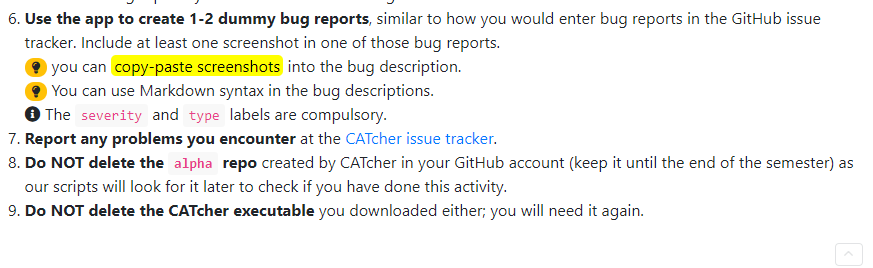 6. Use the app to create 1-2 dummy bug reports, similar to how you would enter bug reports in the GitHub issue
tracker. Include at least one screenshot in one of those bug reports.
you can copy-paste screenshots into the bug description.
You can use Markdown syntax in the bug descriptions.
The severity and type labels are compulsory.
7. Report any problems you encounter at the CATcher issue tracker.
8. Do NOT delete the alpha repo created by CATcher in your GitHub account (keep it until the end of the semester) as
our scripts will look for it later to check if you have done this activity.
9. Do NOT delete the CATcher executable you downloaded either; you will need it again.